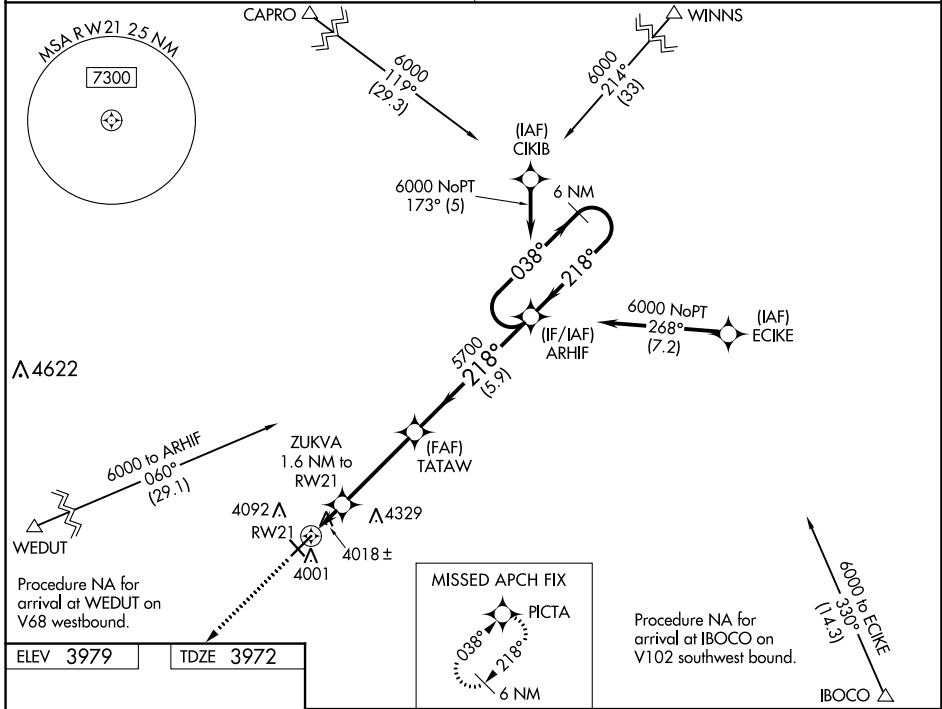 CAPRO
WINNS
MSA RW21 25 NM
7300
6000
119°
(29.3)
6000
214°
(33)
(IAF)
CIKIB
6000 NoPT
173° (5)
6 NM
038°
218°
6000 NoPT
268°
(7.2)
(IAF)
ECIKE
(IF/IAF)
ARHIF
5700
218°
(5.9)
4622
(FAF)
TATAW
6000 to ARHIF
060°
(29.1)
ZUKVA
1.6 NM to
RW21
4092
4329
RW21
4018±
4001
WEDUT
Procedure NA for
arrival at WEDUT on
V68 westbound.
MISSED APCH FIX
PICTA
038°
218°
6 NM
Procedure NA for
arrival at IBOCO on
V102 southwest bound.
6000 to ECIKE
330°
(14.3)
IBOCO
ELEV 3979
TDZE 3972